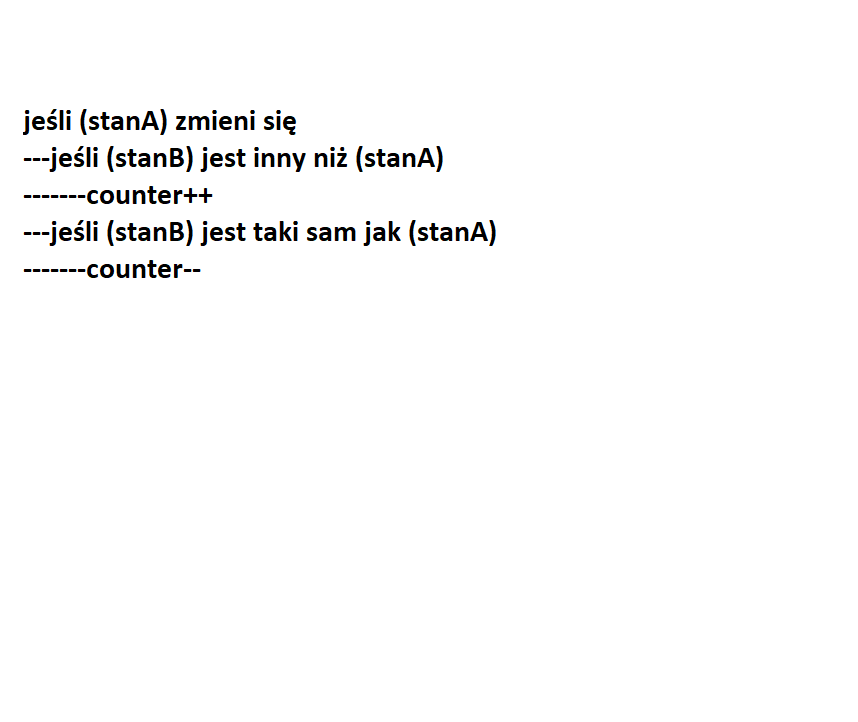 jeśli (stanA) zmieni się
---jeśli (stanB) jest inny niż (stanA)
-------counter++
---jeśli (stanB) jest taki sam jak (stanA)
-------counter--